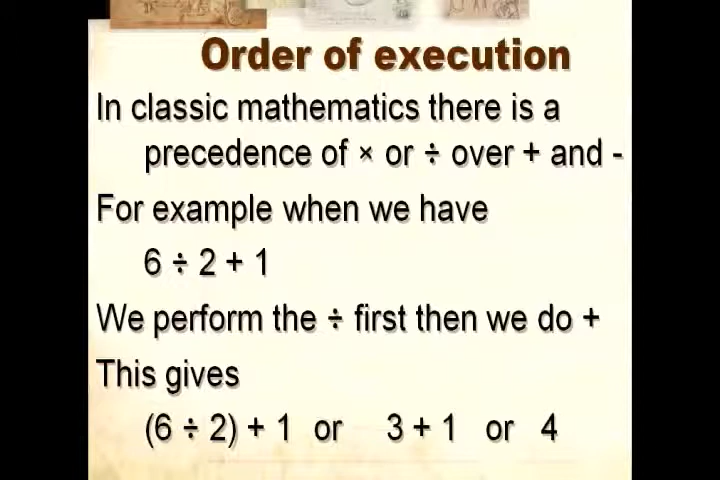 Order of execution
In classic mathematics there is a
precedence of × or ÷ over + and -
For example when we have
6 ÷ 2 + 1
We perform the ÷ first then we do +
This gives
(6 ÷ 2) + 1 or 3 + 1 or 4